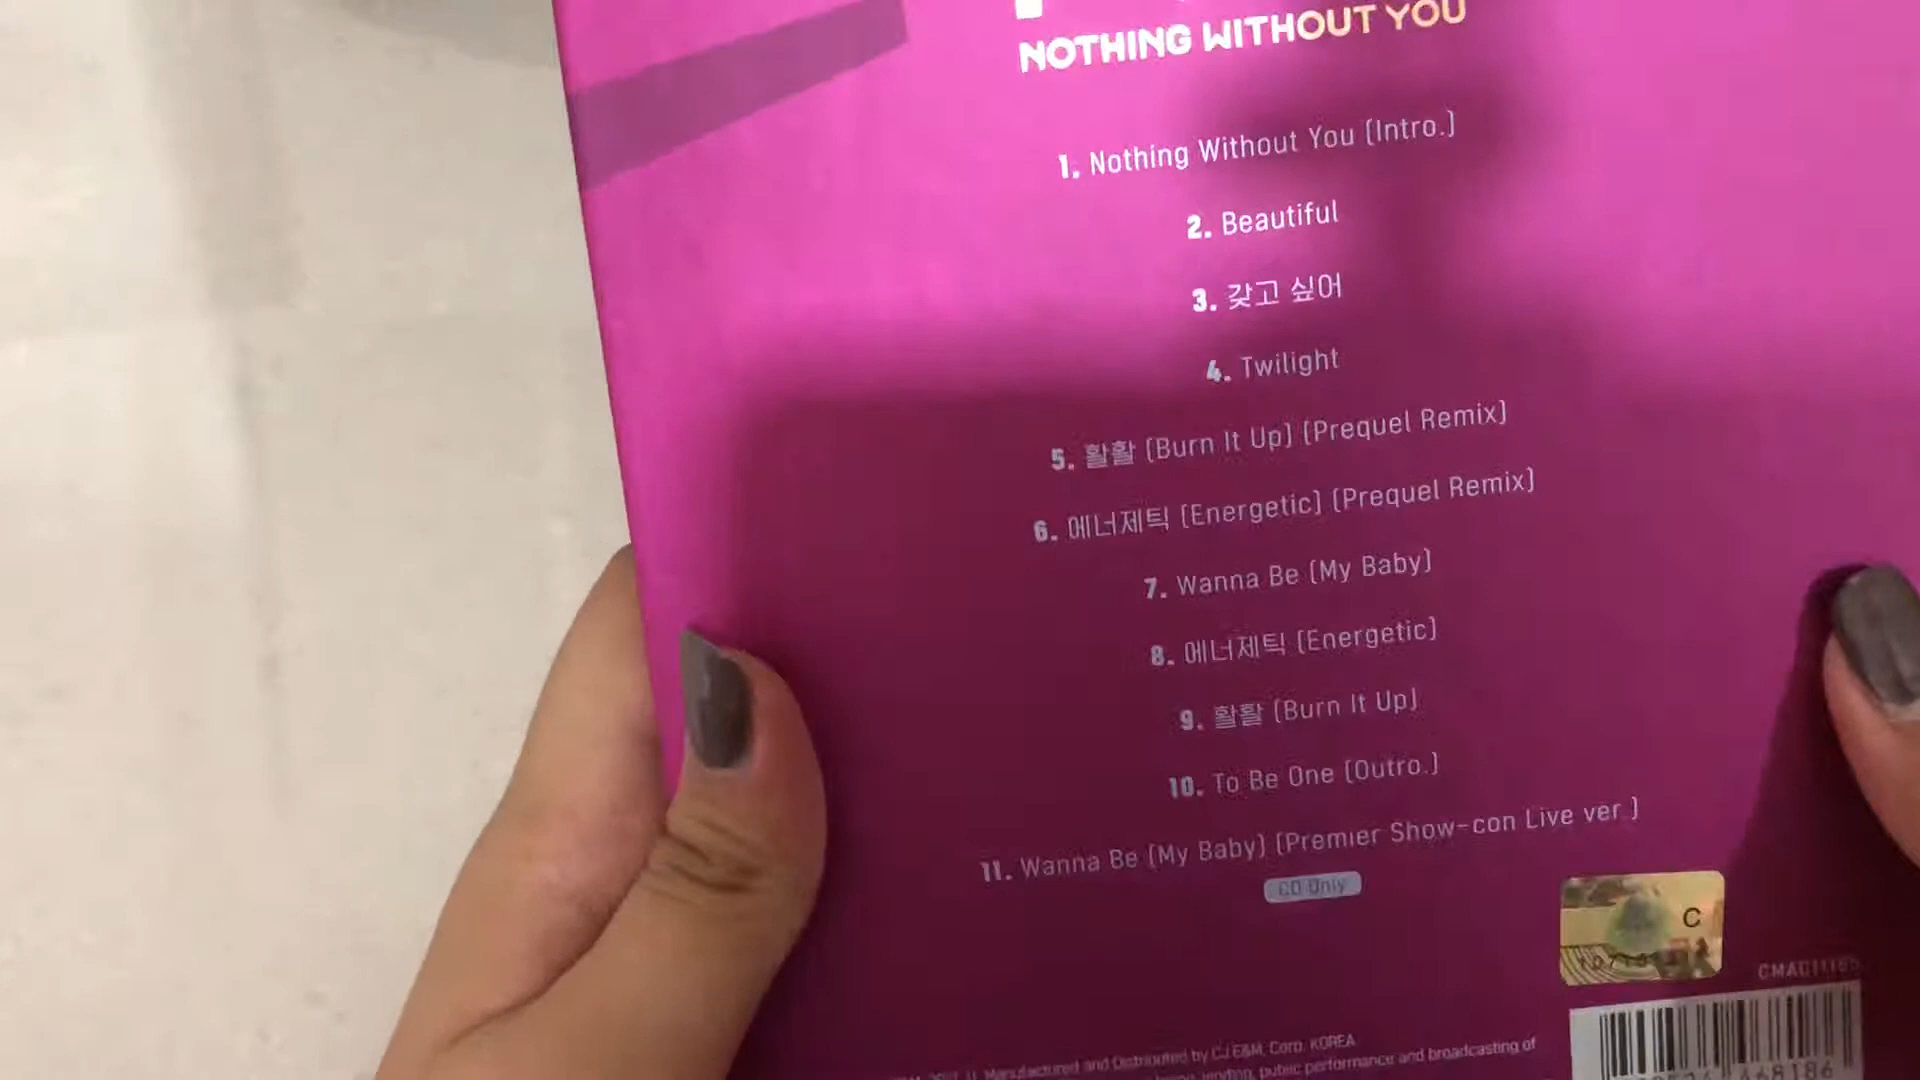 NOTHING WITHOUT YOU
1. Nothing Without You (Intro.)
2. Beautiful
3. 갖고 싶어
4. Twilight
5. 활활 (Burn It Up) (Prequel Remix)
6. 에너제틱 (Energetic) (Prequel Remix)
7. Wanna Be (My Baby)
8. 에너제틱 (Energetic)
9. 활활 (Burn It Up)
10. To Be One (Outro.)
11. Wanna Be (My Baby) (Premier Show-con Live ver.)
CD Only
C
Manufactured and Distributed by CJ E&M, Corp. KOREA
lending, public performance and broadcasting of